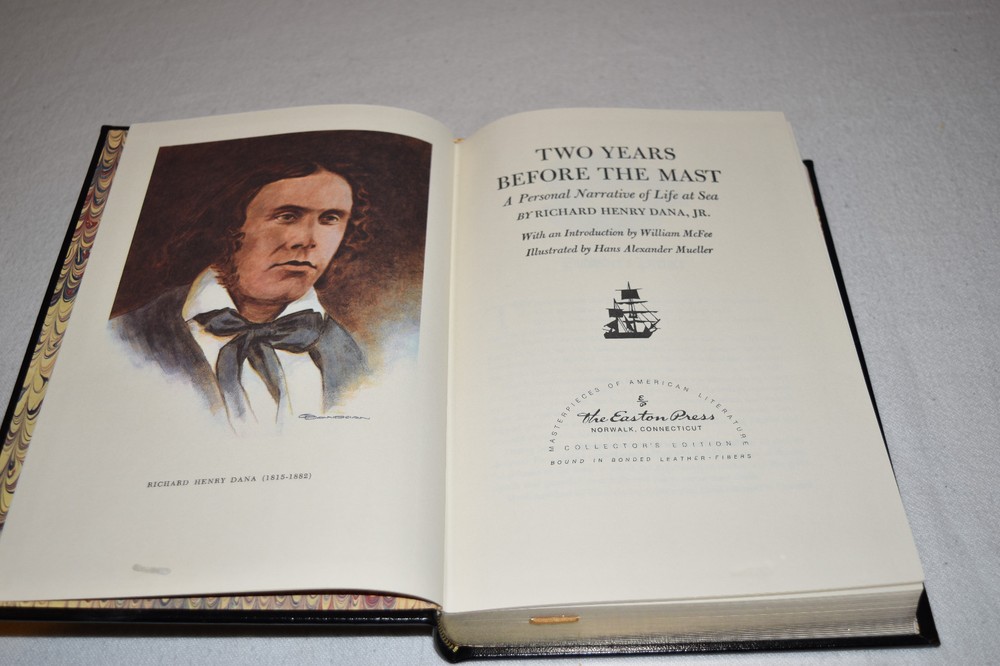 RICHARD HENRY DANA (1815-1882)
TWO YEARS
BEFORE THE MAST
A Personal Narrative of Life at Sea
BY RICHARD HENRY DANA, JR.
With an Introduction by William McFee
Illustrated by Hans Alexander Mueller
MASTERPIECES OF AMERICAN LITERATURE
The Easton Press
NORWALK, CONNECTICUT
COLLECTOR'S EDITION
BOUND IN BONDED LEATHER-FIBERS